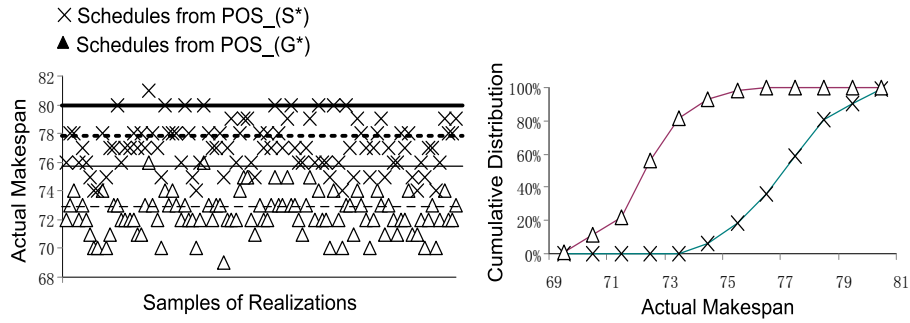 Schedules from POS_(S*)
Schedules from POS_(G*)
Actual Makespan
82
80
78
76
74
72
70
68
Samples of Realizations
Cumulative Distribution
100%
80%
60%
40%
20%
0%
69 71 73 75 77 79 81
Actual Makespan